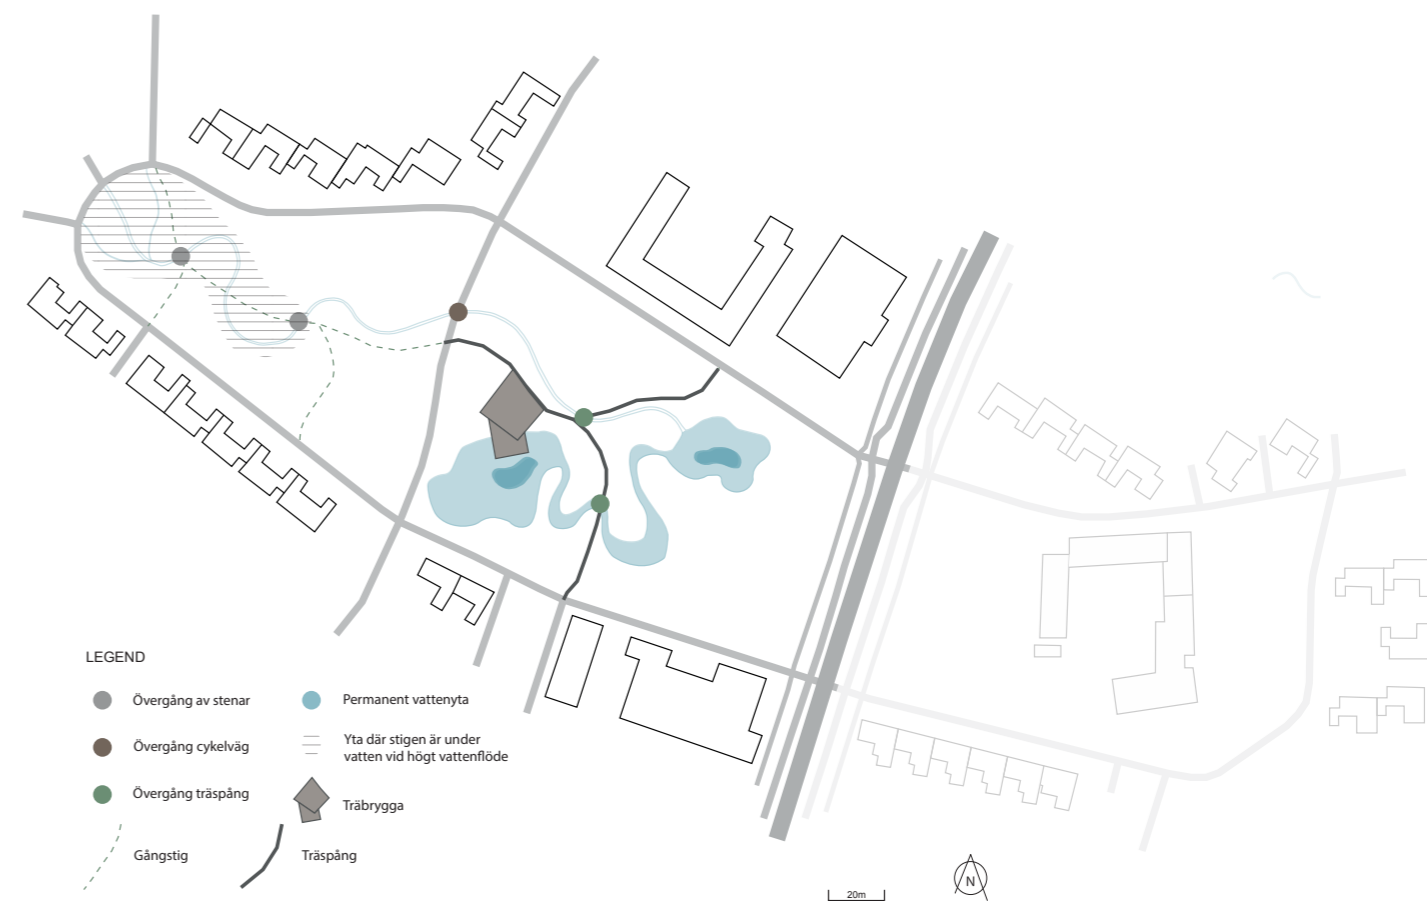 LEGEND
Övergång av stenar
Övergång cykelväg
Övergång träspång
Gångstig
Permanent vattenyta
Yta där stigen är under
vatten vid högt vattenflöde
Träbrygga
Träspång
20m
N